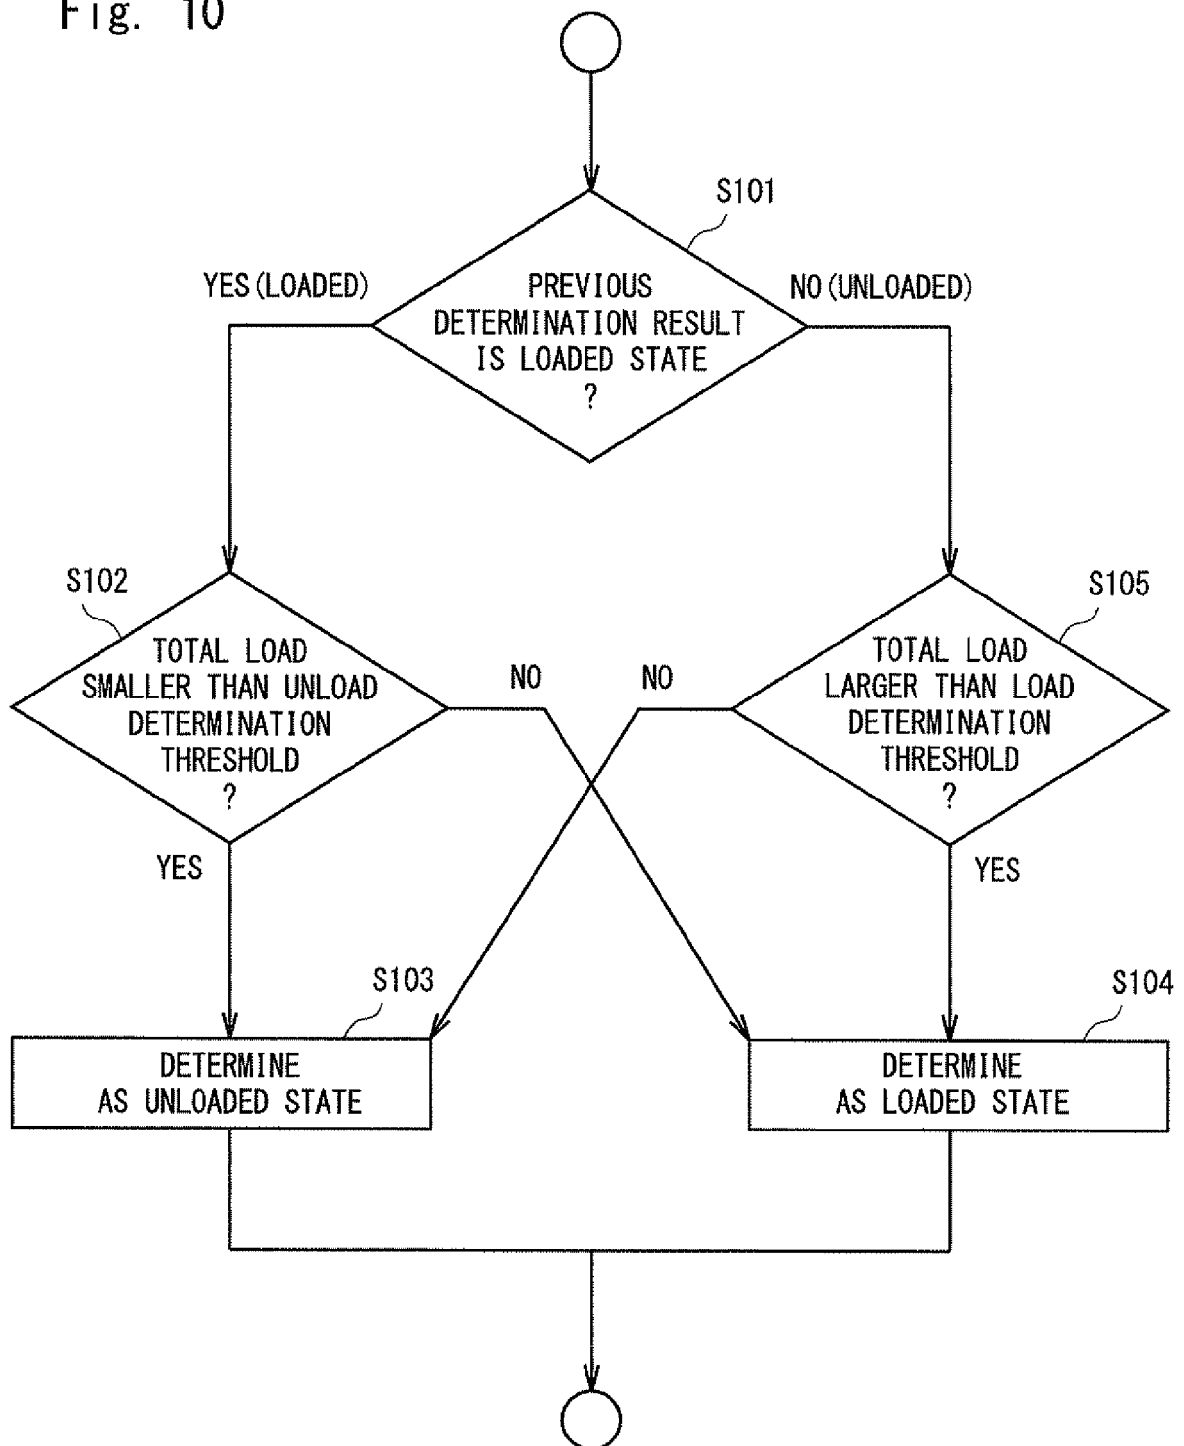 Fig. 10
S101
YES(LOADED)
NO(UNLOADED)
PREVIOUS
DETERMINATION RESULT
IS LOADED STATE
?
S102
TOTAL LOAD
SMALLER THAN UNLOAD
DETERMINATION
THRESHOLD
?
NO
YES
S105
TOTAL LOAD
LARGER THAN LOAD
DETERMINATION
THRESHOLD
?
NO
YES
S103
DETERMINE
AS UNLOADED STATE
S104
DETERMINE
AS LOADED STATE